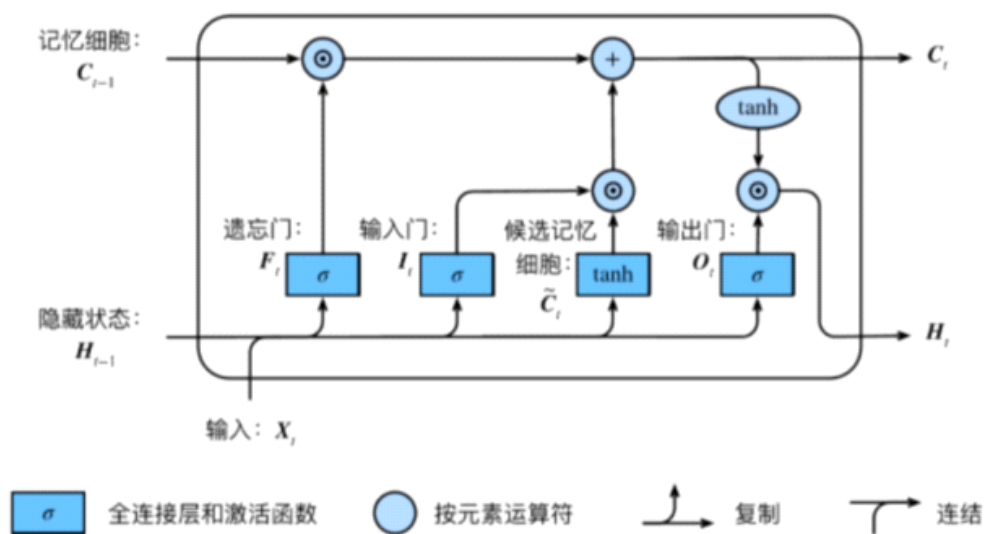 记忆细胞：
C_{t-1}
C_t
tanh
遗忘门：
F_t
σ
输入门：
I_t
σ
候选记忆
细胞：
C̃_t
tanh
输出门：
O_t
σ
隐藏状态：
H_{t-1}
H_t
输入：X_t
σ 全连接层和激活函数 按元素运算符 复制 连结